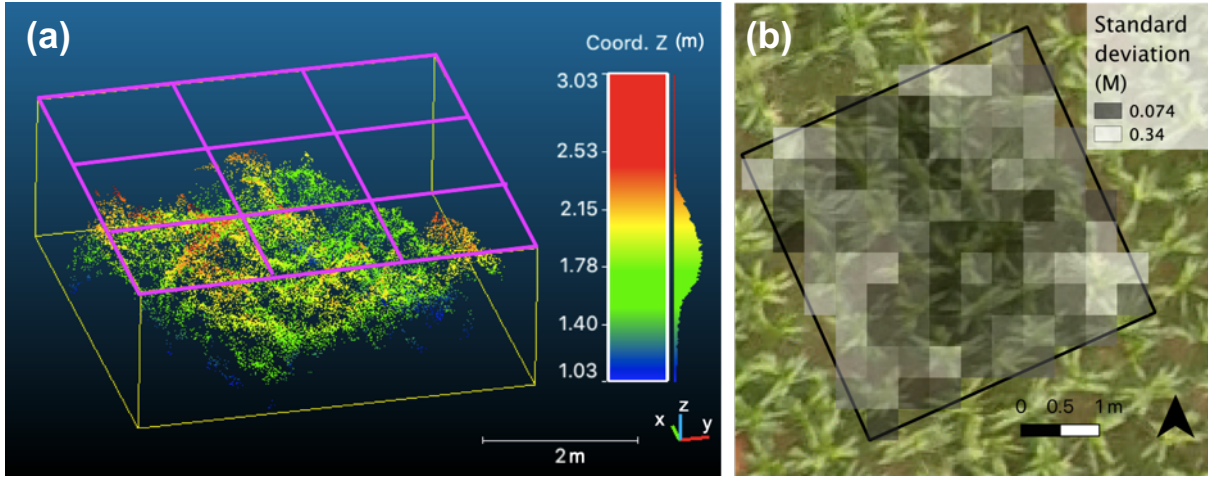 (a)
Coord. Z (m)
3.03
2.53
2.15
1.78
1.40
1.03
z
x
y
2 m
(b)
Standard
deviation
(M)
0.074
0.34
0 0.5 1 m